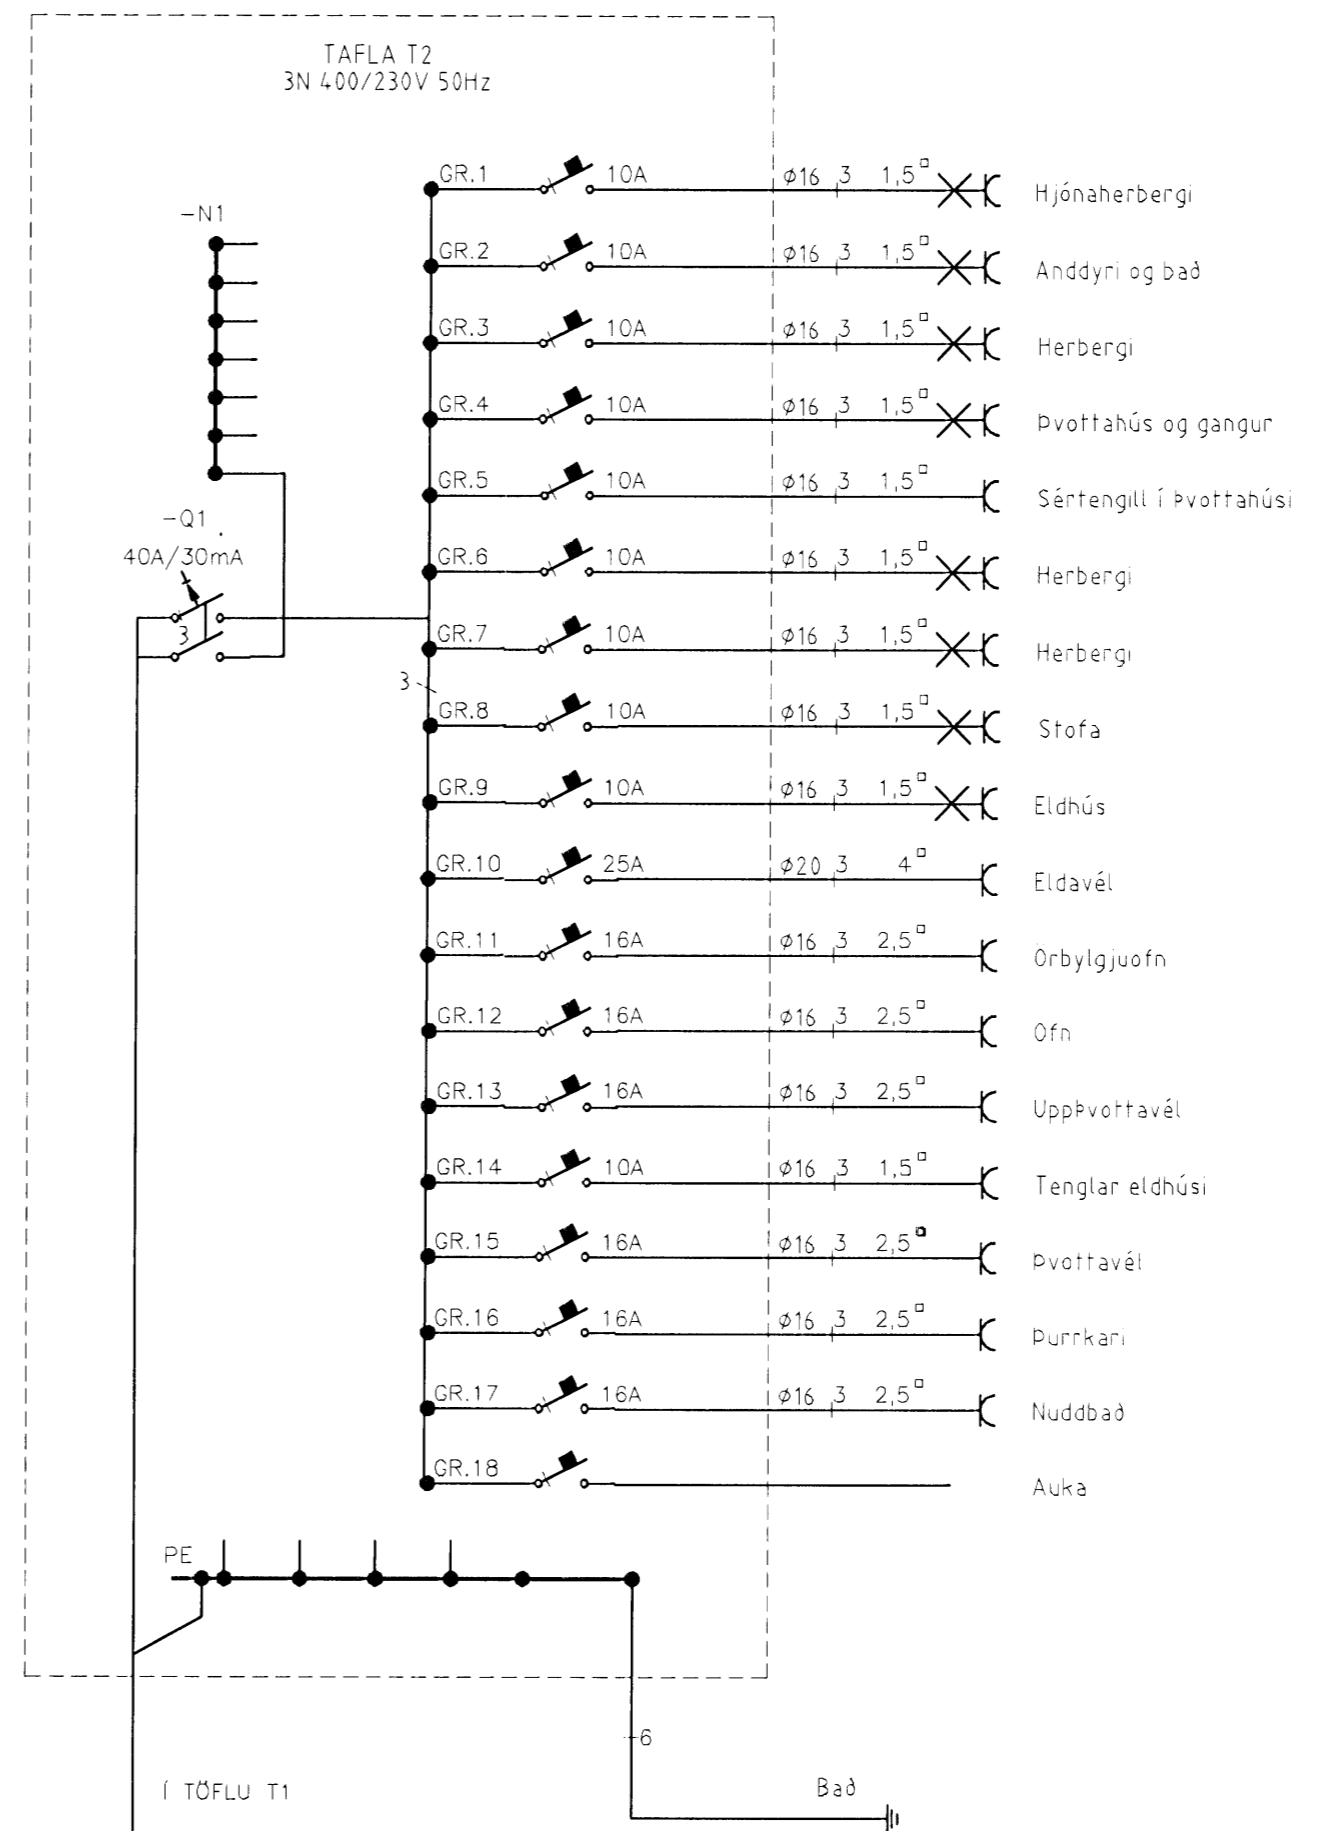 TAFLA T2
3N 400/230V 50Hz
GR.1 10A ø16 3 1,5□ Hjónaherbergi
-N1
GR.2 10A ø16 3 1,5□ Anddyri og bað
GR.3 10A ø16 3 1,5□ Herbergi
GR.4 10A ø16 3 1,5□ Þvottahús og gangur
GR.5 10A ø16 3 1,5□ Sértengill í Þvottahúsi
-Q1
40A/30mA
GR.6 10A ø16 3 1,5□ Herbergi
3
GR.7 10A ø16 3 1,5□ Herbergi
3
GR.8 10A ø16 3 1,5□ Stofa
GR.9 10A ø16 3 1,5□ Eldhús
GR.10 25A ø20 3 4□ Eldavél
GR.11 16A ø16 3 2,5□ Örbylgjuofn
GR.12 16A ø16 3 2,5□ Ofn
GR.13 16A ø16 3 2,5□ Uppþvottavél
GR.14 10A ø16 3 1,5□ Tenglar eldhúsi
GR.15 16A ø16 3 2,5□ Þvottavél
GR.16 16A ø16 3 2,5□ Þurrkari
GR.17 16A ø16 3 2,5□ Nuddbað
GR.18 Auka
PE
6
Í TÖFLU T1
Bað